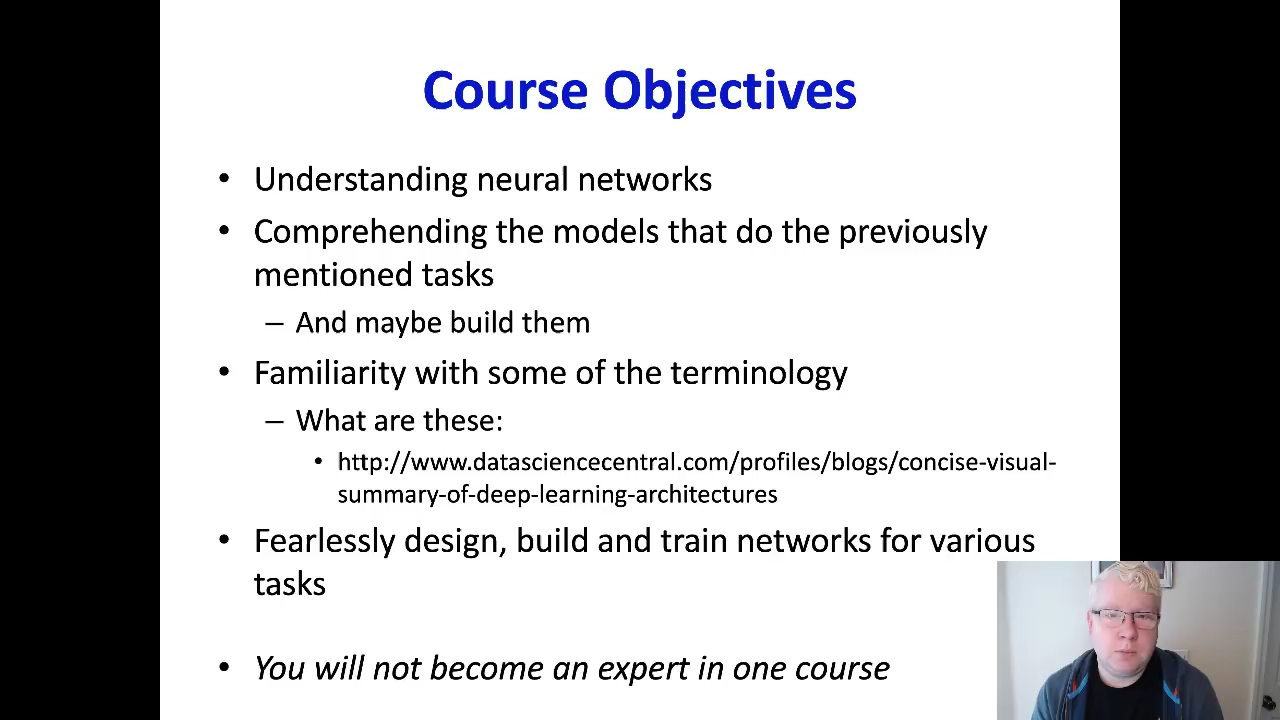 Course Objectives
• Understanding neural networks
• Comprehending the models that do the previously
mentioned tasks
– And maybe build them
• Familiarity with some of the terminology
– What are these:
• http://www.datasciencecentral.com/profiles/blogs/concise-visual-
summary-of-deep-learning-architectures
• Fearlessly design, build and train networks for various
tasks
• You will not become an expert in one course